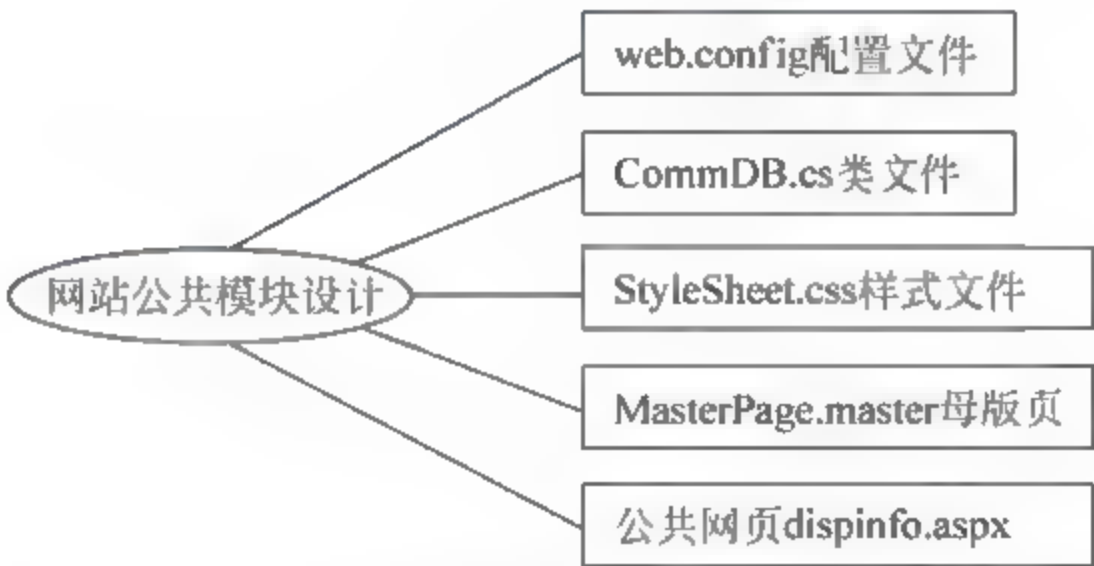 web.config配置文件
CommDB.cs类文件
网站公共模块设计
StyleSheet.css样式文件
MasterPage.master母版页
公共网页dispinfo.aspx